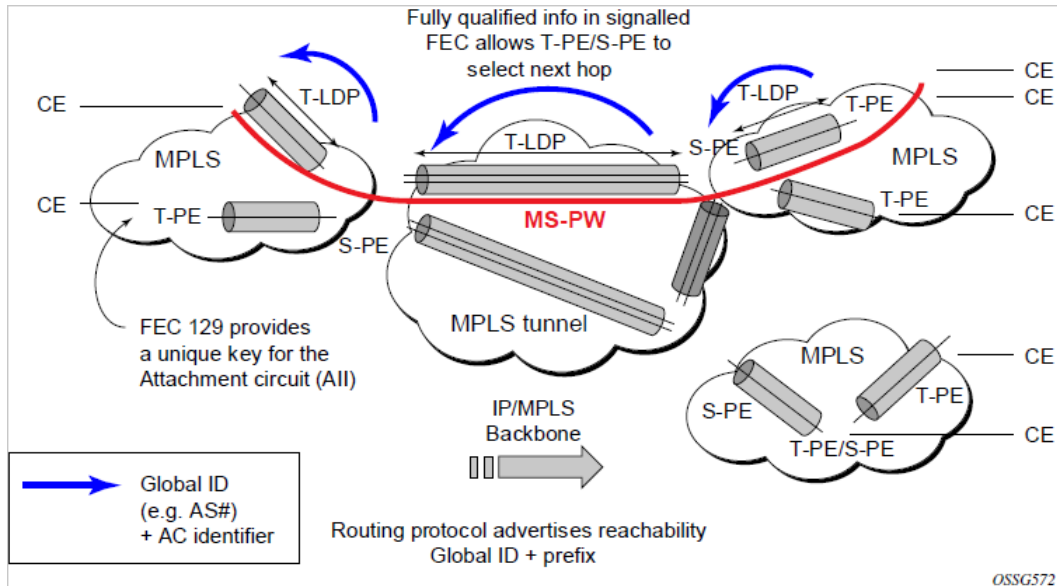 Fully qualified info in signalled
FEC allows T-PE/S-PE to
select next hop
CE
T-LDP
MPLS
CE
T-PE
S-PE
T-LDP
MS-PW
MPLS tunnel
T-LDP
T-PE
S-PE
MPLS
T-PE
CE
CE
CE
FEC 129 provides
a unique key for the
Attachment circuit (AII)
IP/MPLS
Backbone
MPLS
S-PE
T-PE
T-PE/S-PE
CE
CE
Global ID
(e.g. AS#)
+ AC identifier
Routing protocol advertises reachability
Global ID + prefix
OSSG572